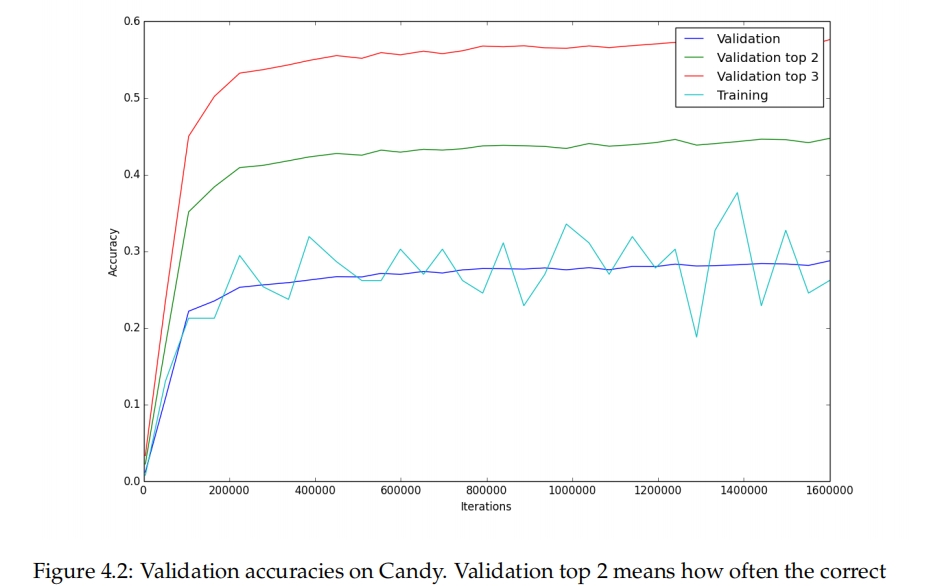 0.6
Validation
Validation top 2
Validation top 3
Training
0.5
0.4
0.3
0.2
0.1
0.0
Accuracy
0 200000 400000 600000 800000 1000000 1200000 1400000 1600000
Iterations
Figure 4.2: Validation accuracies on Candy. Validation top 2 means how often the correct